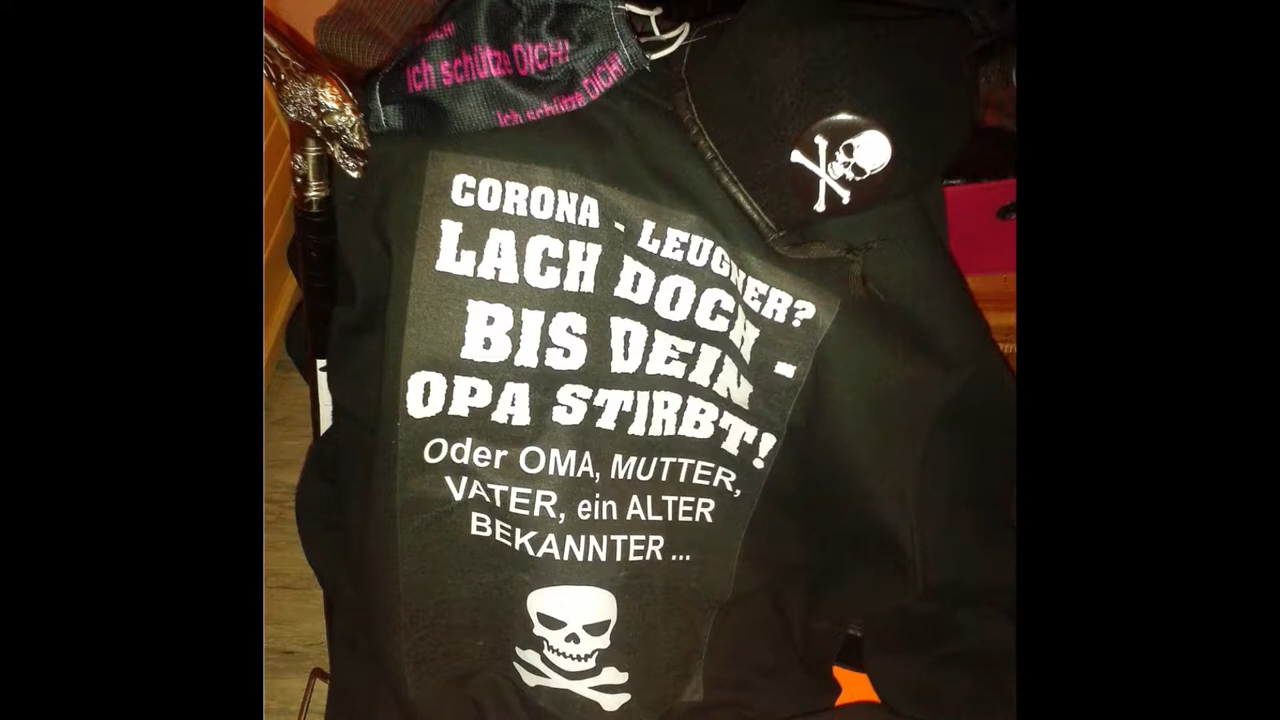 Ich schütze DICH!
Ich schütze DICH!
CORONA - LEUGNER?
LACH DOCH -
BIS DEIN
OPA STIRBT!
Oder OMA, MUTTER,
VATER, ein ALTER
BEKANNTER ...